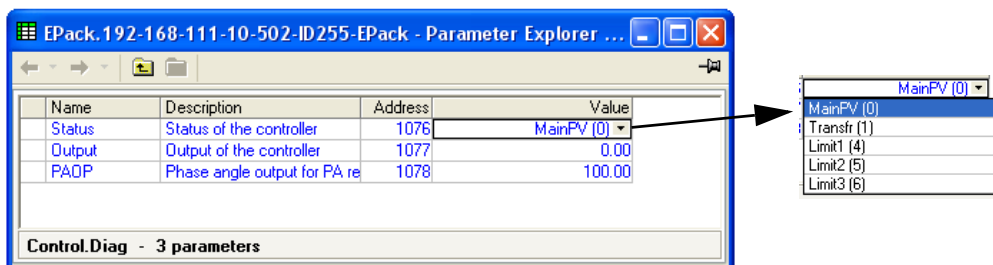 EPack.192-168-111-10-502-ID255-EPack - Parameter Explorer ...
Name Description Address Value
Status Status of the controller 1076 MainPV (0)
Output Output of the controller 1077 0.00
PAOP Phase angle output for PA re 1078 100.00
Control.Diag - 3 parameters
MainPV (0)
MainPV (0)
Transfr (1)
Limit1 (4)
Limit2 (5)
Limit3 (6)